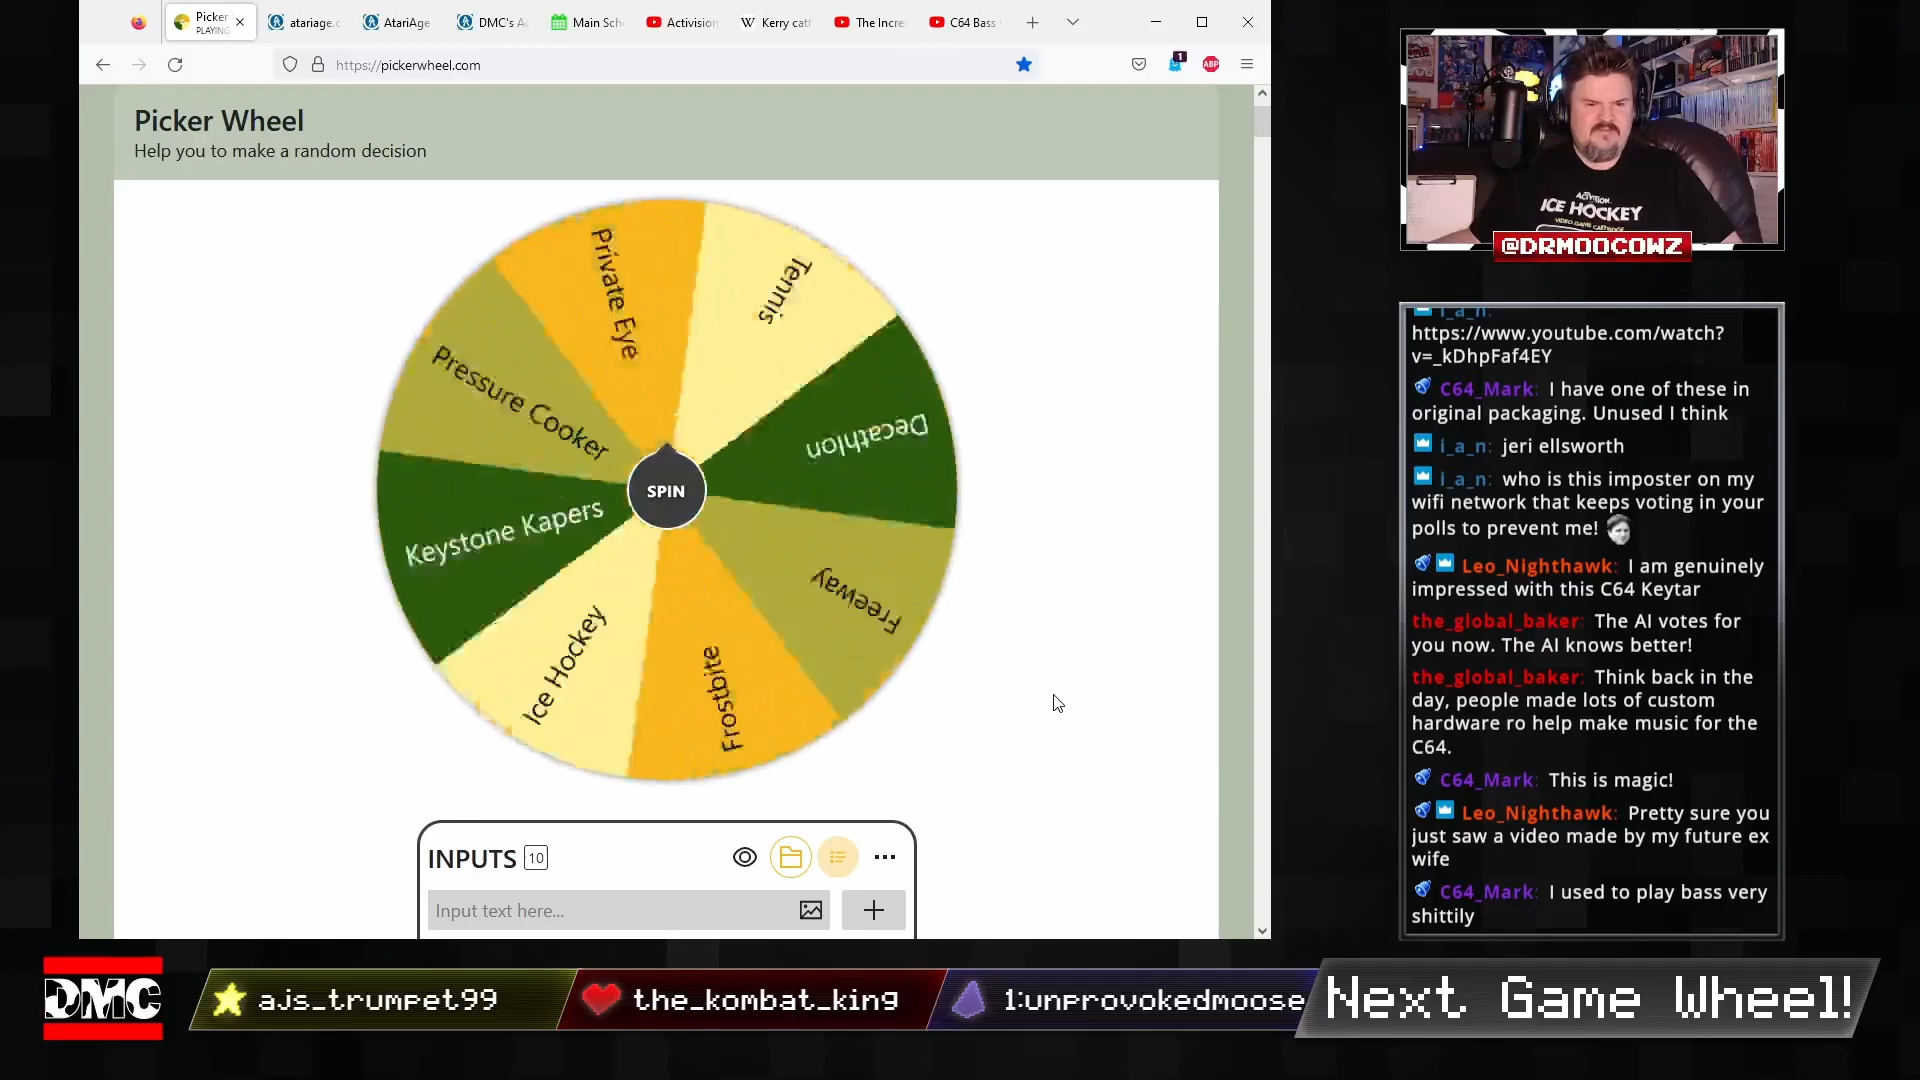 Picker
PLAYING
atariage.c
AtariAge
DMC's A
Main Sch
Activision
Kerry catt
The Incre
C64 Bass
https://pickerwheel.com
1
ABP
Picker Wheel
Help you to make a random decision
Private Eye
Tennis
Pressure Cooker
Decathlon
SPIN
Keystone Kapers
Freeway
Ice Hockey
Frostbite
INPUTS 10
Input text here...
ACTIVISION
ICE HOCKEY
VIDEO GAME CARTRIDGE
@DRMOOCOWZ
i_a_n:
https://www.youtube.com/watch?
v=_kDhpFaf4EY
C64_Mark: I have one of these in
original packaging. Unused I think
i_a_n: jeri ellsworth
i_a_n: who is this imposter on my
wifi network that keeps voting in your
polls to prevent me!
Leo_Nighthawk: I am genuinely
impressed with this C64 Keytar
the_global_baker: The AI votes for
you now. The AI knows better!
the_global_baker: Think back in the
day, people made lots of custom
hardware ro help make music for the
C64.
C64_Mark: This is magic!
Leo_Nighthawk: Pretty sure you
just saw a video made by my future ex
wife
C64_Mark: I used to play bass very
shittily
DMC
ajs_trumpet99
the_kombat_king
1:unprovokedmoose
Next Game Wheel!